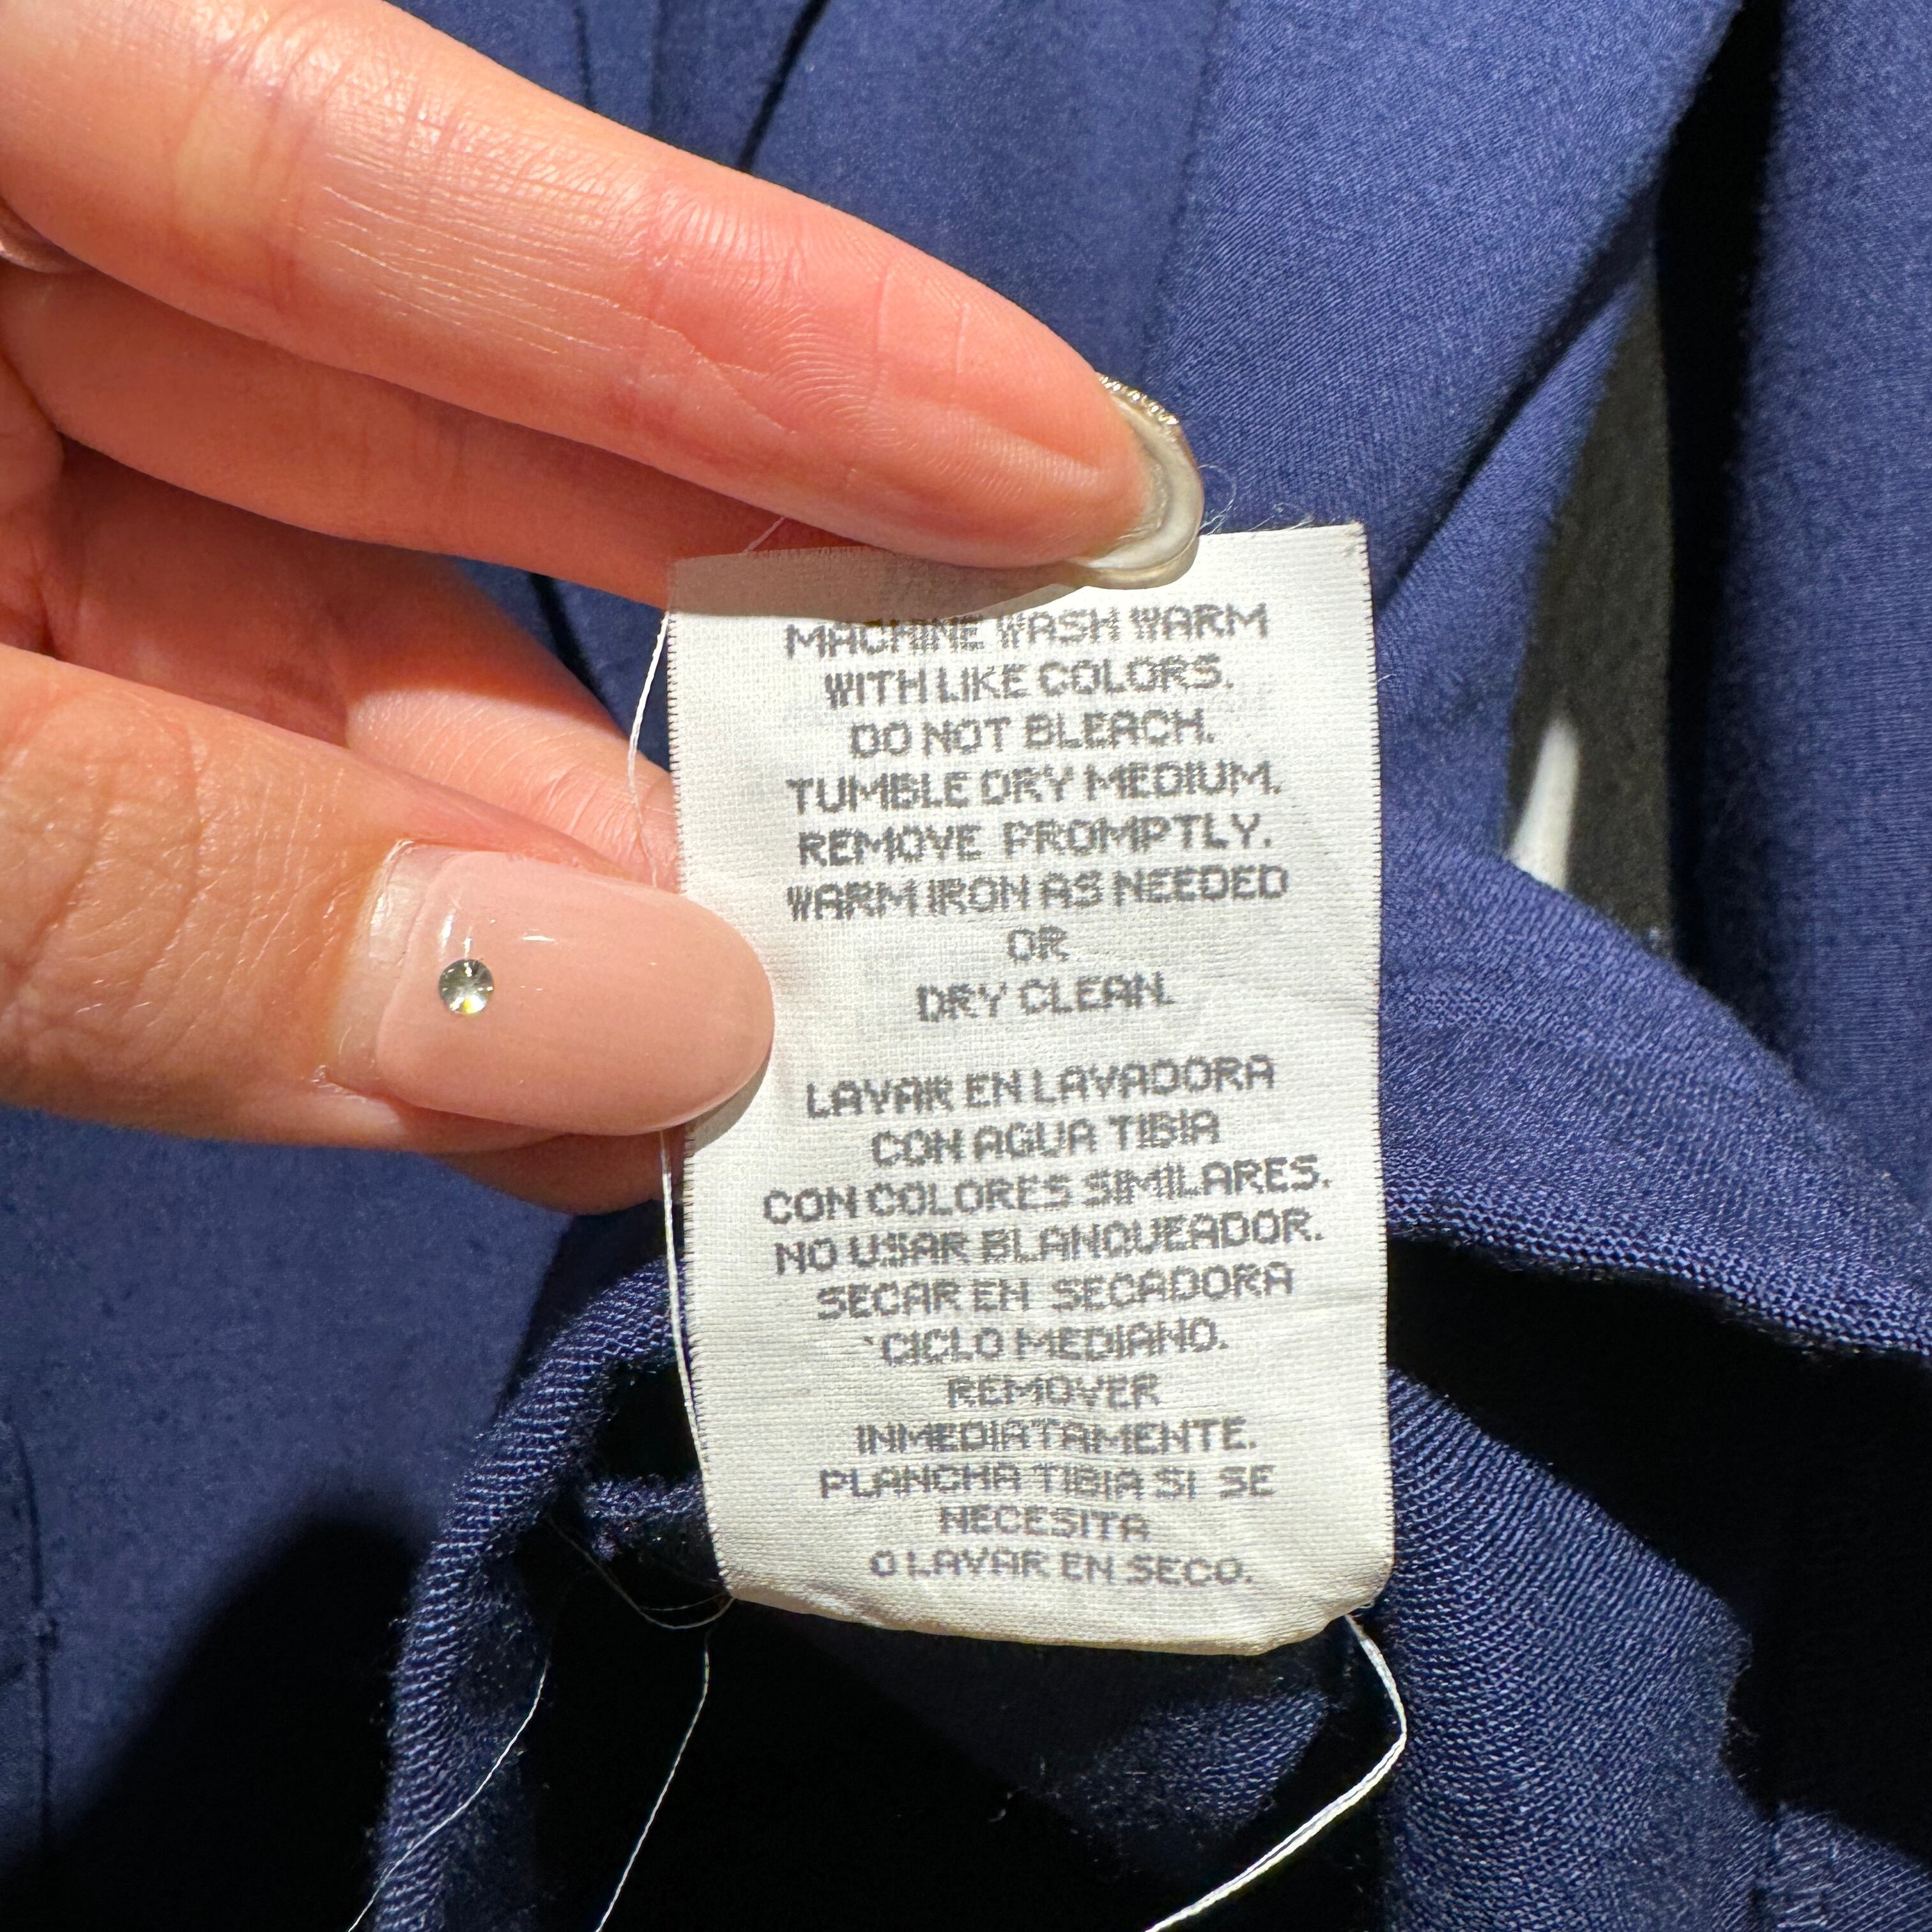 MACHINE WASH WARM
WITH LIKE COLORS.
DO NOT BLEACH.
TUMBLE DRY MEDIUM.
REMOVE PROMPTLY.
WARM IRON AS NEEDED
OR
DRY CLEAN.
LAVAR EN LAVADORA
CON AGUA TIBIA
CON COLORES SIMILARES.
NO USAR BLANQUEADOR.
SECAR EN SECADORA
CICLO MEDIANO.
REMOVER
INMEDIATAMENTE.
PLANCHA TIBIA SI SE
NECESITA
O LAVAR EN SECO.